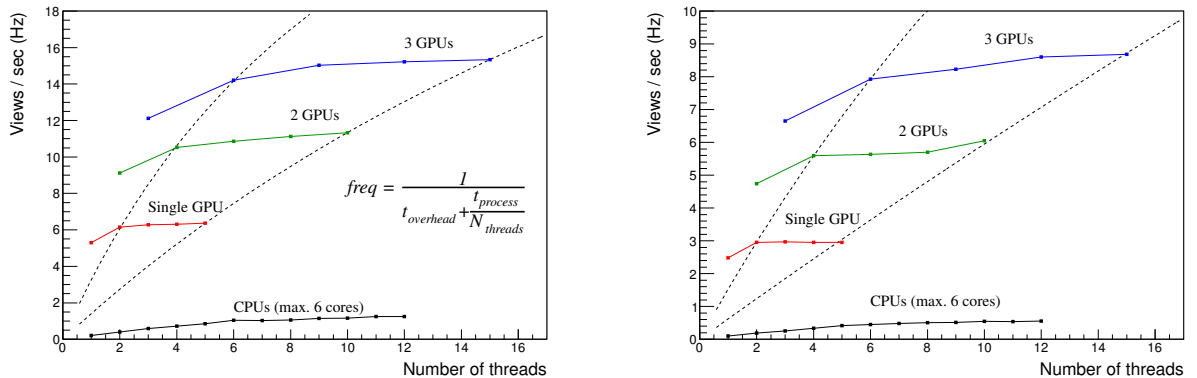 Views / sec (Hz)
18
16
14
12
10
8
6
4
2
0
0 2 4 6 8 10 12 14 16
Number of threads
3 GPUs
2 GPUs
Single GPU
CPUs (max. 6 cores)
freq = 1 / (t_overhead + t_process / N_threads)
Views / sec (Hz)
10
9
8
7
6
5
4
3
2
1
0
0 2 4 6 8 10 12 14 16
Number of threads
3 GPUs
2 GPUs
Single GPU
CPUs (max. 6 cores)